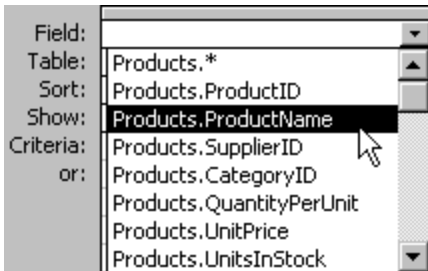 Field:
Table: Products.*
Sort: Products.ProductID
Show: Products.ProductName
Criteria: Products.SupplierID
or: Products.CategoryID
Products.QuantityPerUnit
Products.UnitPrice
Products.UnitsInStock